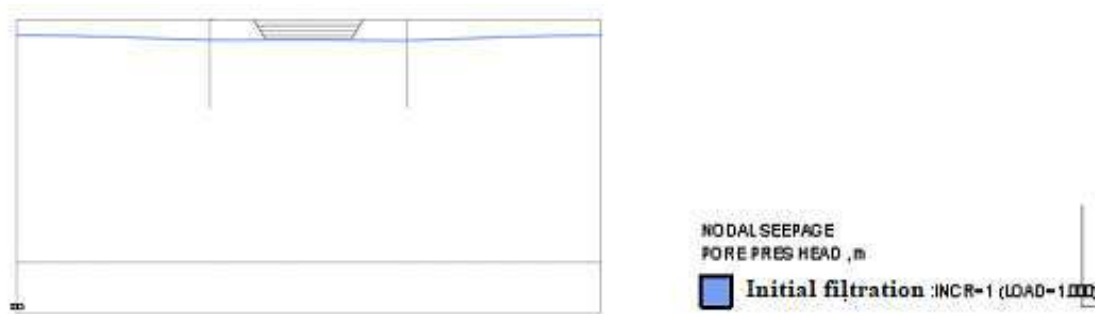 NODAL SEEPAGE
PORE PRES HEAD , m
Initial filtration :INCR=1 (LOAD=1.000)